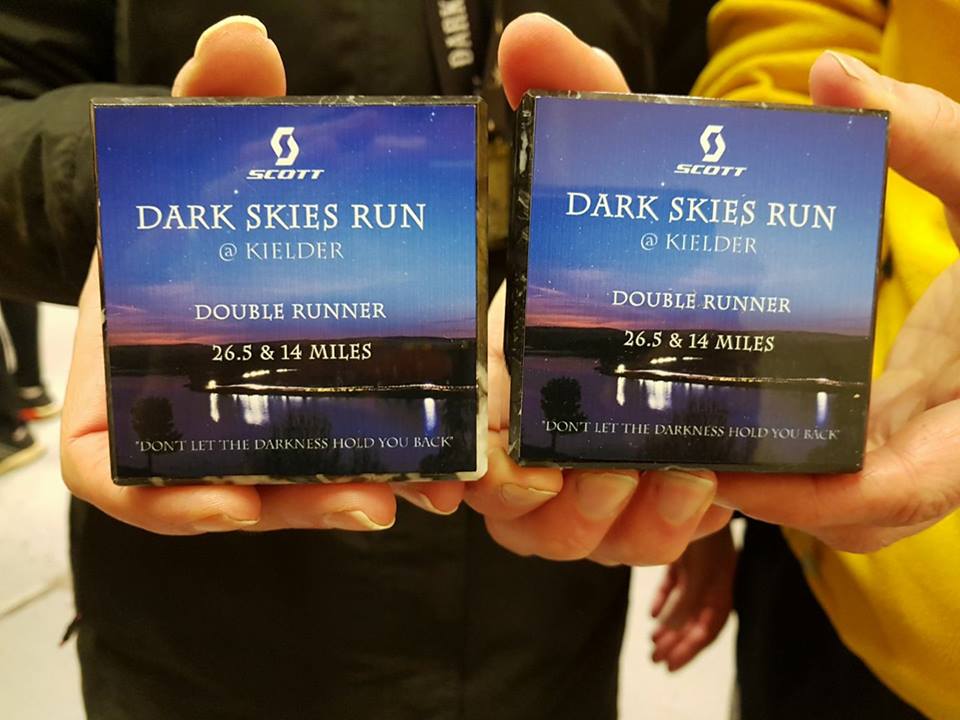 DARK
SCOTT
DARK SKIES RUN
@ KIELDER
DOUBLE RUNNER
26.5 & 14 MILES
"DON'T LET THE DARKNESS HOLD YOU BACK"
SCOTT
DARK SKIES RUN
@ KIELDER
DOUBLE RUNNER
26.5 & 14 MILES
"DON'T LET THE DARKNESS HOLD YOU BACK"